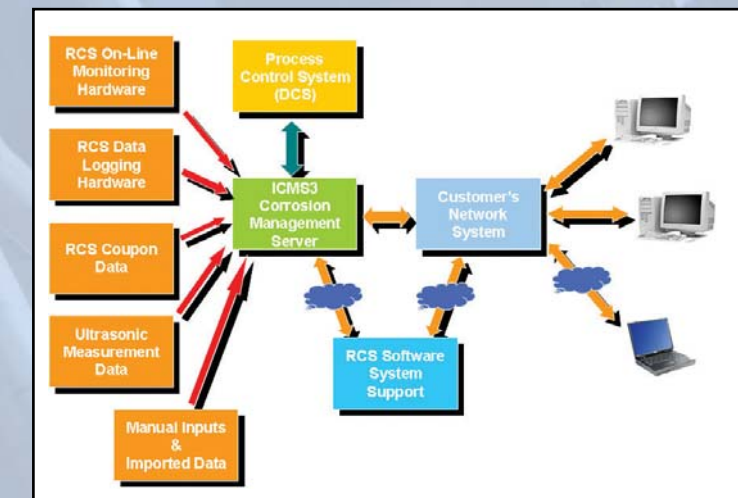 RCS On-Line
Monitoring
Hardware
Process
Control System
(DCS)
RCS Data
Logging
Hardware
ICMS3
Corrosion
Management
Server
Customer's
Network
System
RCS Coupon
Data
Ultrasonic
Measurement
Data
RCS Software
System
Support
Manual Inputs
&
Imported Data